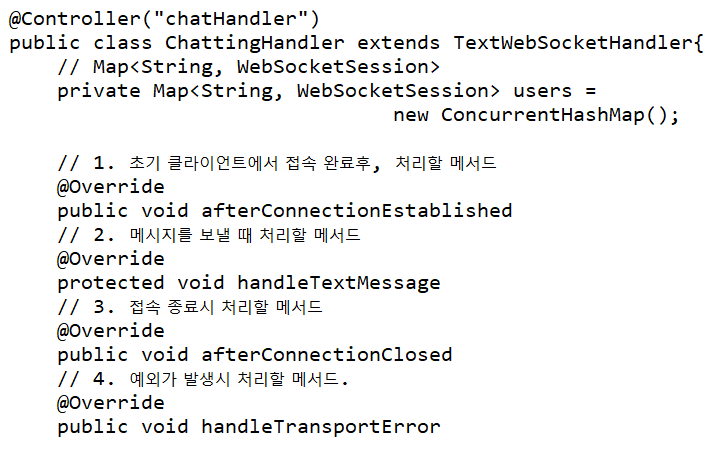 @Controller("chatHandler")
public class ChattingHandler extends TextWebSocketHandler{
    // Map<String, WebSocketSession>
    private Map<String, WebSocketSession> users =
                                new ConcurrentHashMap();
    // 1. 초기 클라이언트에서 접속 완료후, 처리할 메서드
    @Override
    public void afterConnectionEstablished
    // 2. 메시지를 보낼 때 처리할 메서드
    @Override
    protected void handleTextMessage
    // 3. 접속 종료시 처리할 메서드
    @Override
    public void afterConnectionClosed
    // 4. 예외가 발생시 처리할 메서드.
    @Override
    public void handleTransportError